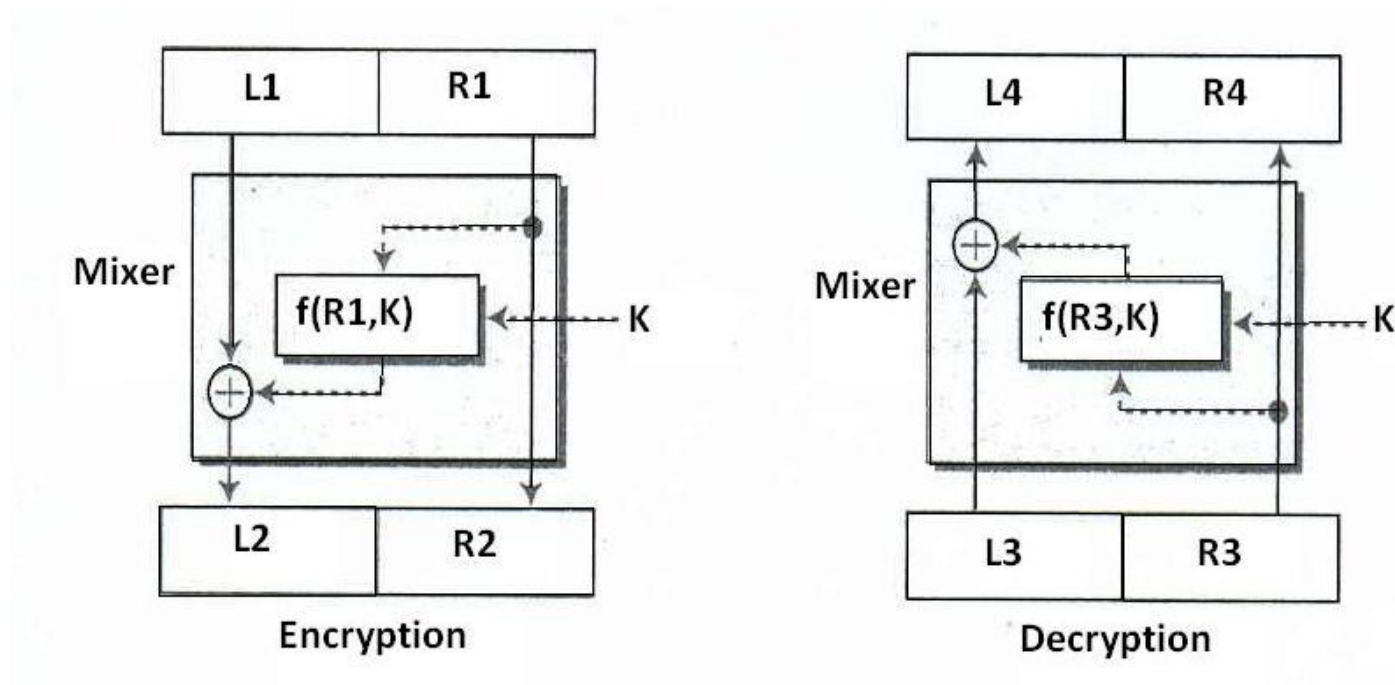 L1 R1
Mixer
f(R1,K)
K
L2 R2
Encryption
L4 R4
Mixer
f(R3,K)
K
L3 R3
Decryption